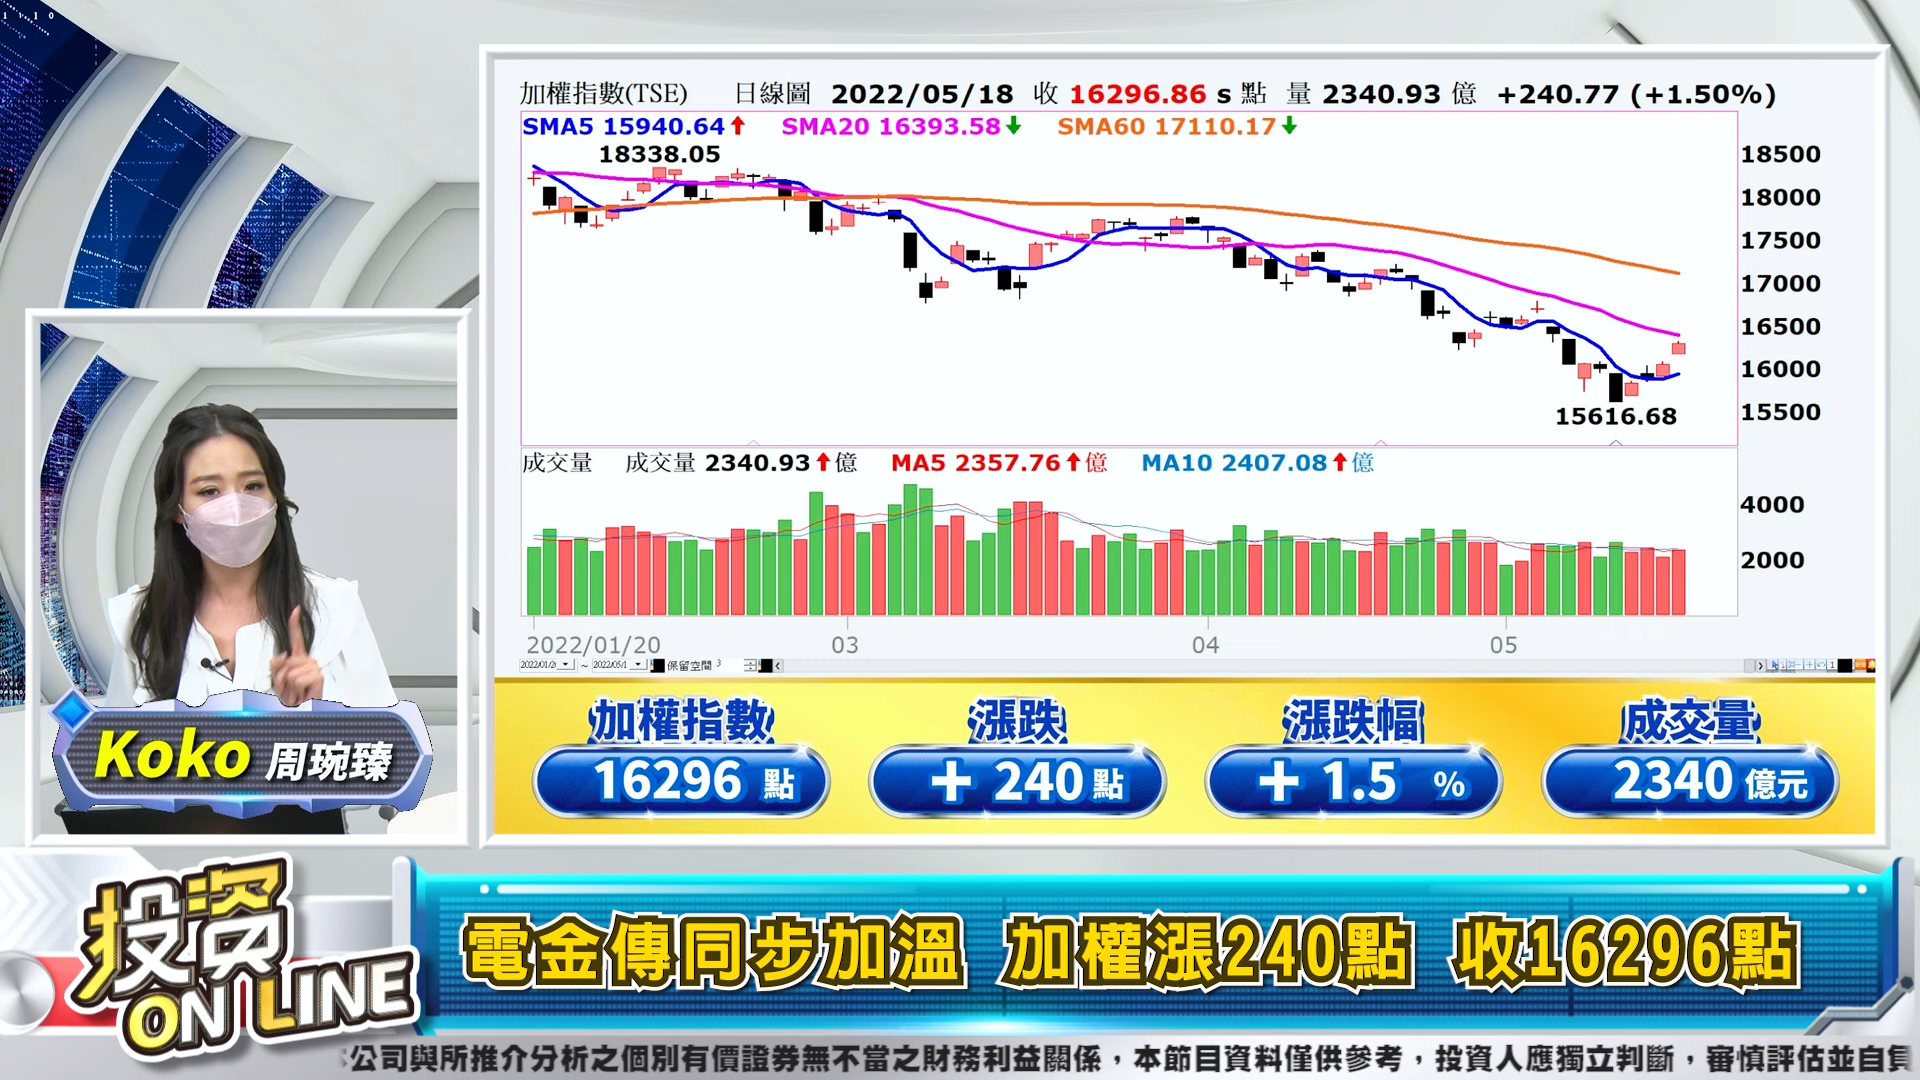 加權指數(TSE) 日線圖 2022/05/18 收 16296.86 s 點 量 2340.93 億 +240.77 (+1.50%)
SMA5 15940.64 SMA20 16393.58 SMA60 17110.17
18338.05
18500
18000
17500
17000
16500
16000
15500
15616.68
成交量 成交量 2340.93 億 MA5 2357.76 億 MA10 2407.08 億
4000
2000
2022/01/20 03 04 05
保留空間 3
加權指數 漲跌 漲跌幅 成交量
16296 點 + 240 點 + 1.5 % 2340 億元
Koko 周琬臻
投資
ON LINE
電金傳同步加溫 加權漲240點 收16296點
公司與所推介分析之個別有價證券無不當之財務利益關係，本節目資料僅供參考，投資人應獨立判斷，審慎評估並自負